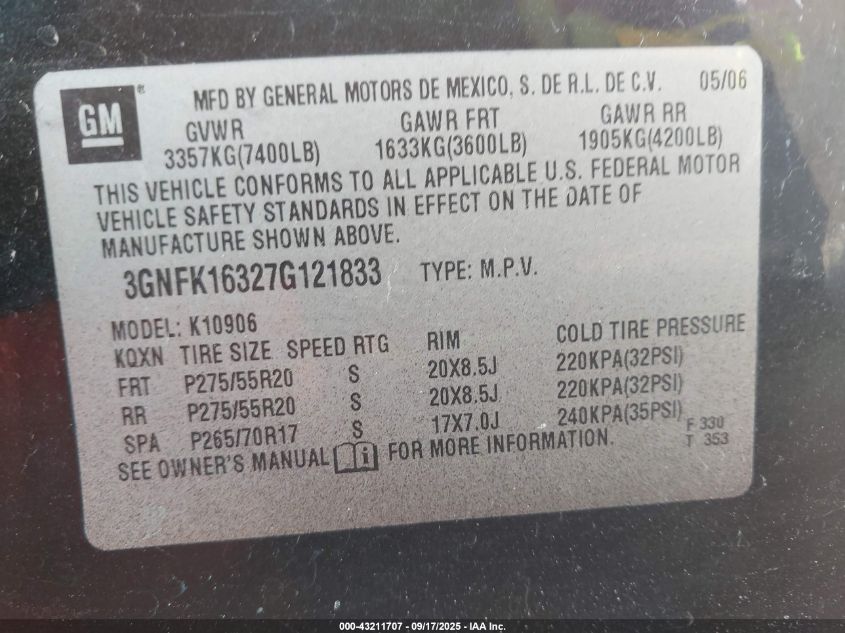 GM®
MFD BY GENERAL MOTORS DE MEXICO, S. DE R.L. DE C.V. 05/06
GVWR GAWR FRT GAWR RR
3357KG(7400LB) 1633KG(3600LB) 1905KG(4200LB)
THIS VEHICLE CONFORMS TO ALL APPLICABLE U.S. FEDERAL MOTOR
VEHICLE SAFETY STANDARDS IN EFFECT ON THE DATE OF
MANUFACTURE SHOWN ABOVE.
3GNFK16327G121833 TYPE: M.P.V.
MODEL: K10906
KQXN TIRE SIZE SPEED RTG RIM COLD TIRE PRESSURE
FRT P275/55R20 S 20X8.5J 220KPA(32PSI)
RR P275/55R20 S 20X8.5J 220KPA(32PSI)
SPA P265/70R17 S 17X7.0J 240KPA(35PSI)
F 330
T 353
SEE OWNER'S MANUAL i FOR MORE INFORMATION.
000-43211707 - 09/17/2025 - IAA Inc.